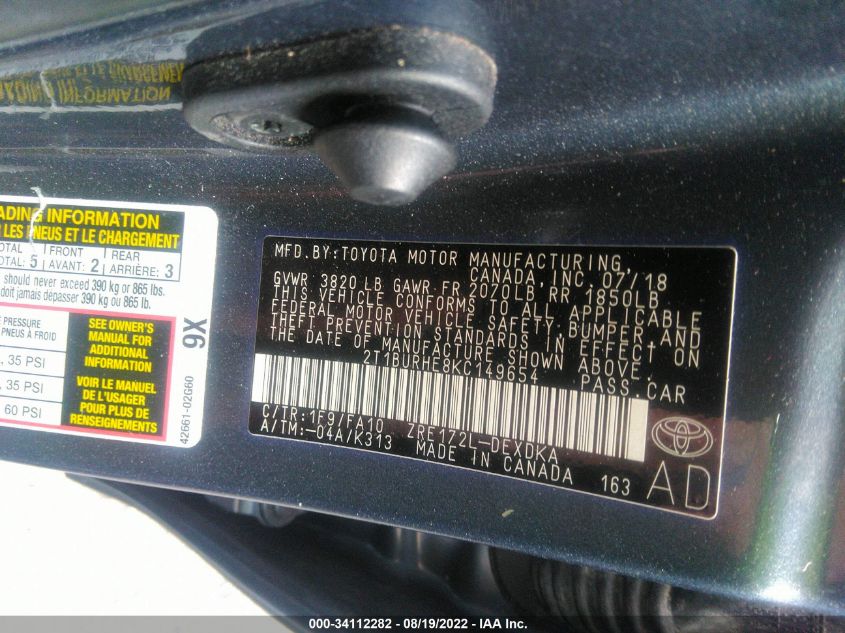 ADING INFORMATION
R LES PNEUS ET LE CHARGEMENT
OTAL FRONT REAR
OTAL: 5 AVANT: 2 ARRIÈRE: 3
should never exceed 390 kg or 865 lbs.
doit jamais dépasser 390 kg ou 865 lb.
PRESSURE
PNEUS À FROID
, 35 PSI
, 35 PSI
60 PSI
SEE OWNER'S
MANUAL FOR
ADDITIONAL
INFORMATION
VOIR LE MANUEL
DE L'USAGER
POUR PLUS DE
RENSEIGNEMENTS
9X
42661-02G60
MFD.BY:TOYOTA MOTOR MANUFACTURING,
CANADA, INC. 07/18
GVWR 3820LB GAWR FR 2070LB RR 1850LB
THIS VEHICLE CONFORMS TO ALL APPLICABLE
FEDERAL MOTOR VEHICLE SAFETY,BUMPER,AND
THEFT PREVENTION STANDARDS IN EFFECT ON
THE DATE OF MANUFACTURE SHOWN ABOVE.
2T1BURHE8KC149654 PASS.CAR
C/TR:1F9/FA10 ZRE172L-DEXDKA
A/TM:-04A/K313 MADE IN CANADA 163
AD
000-34112282 - 08/19/2022 - IAA Inc.